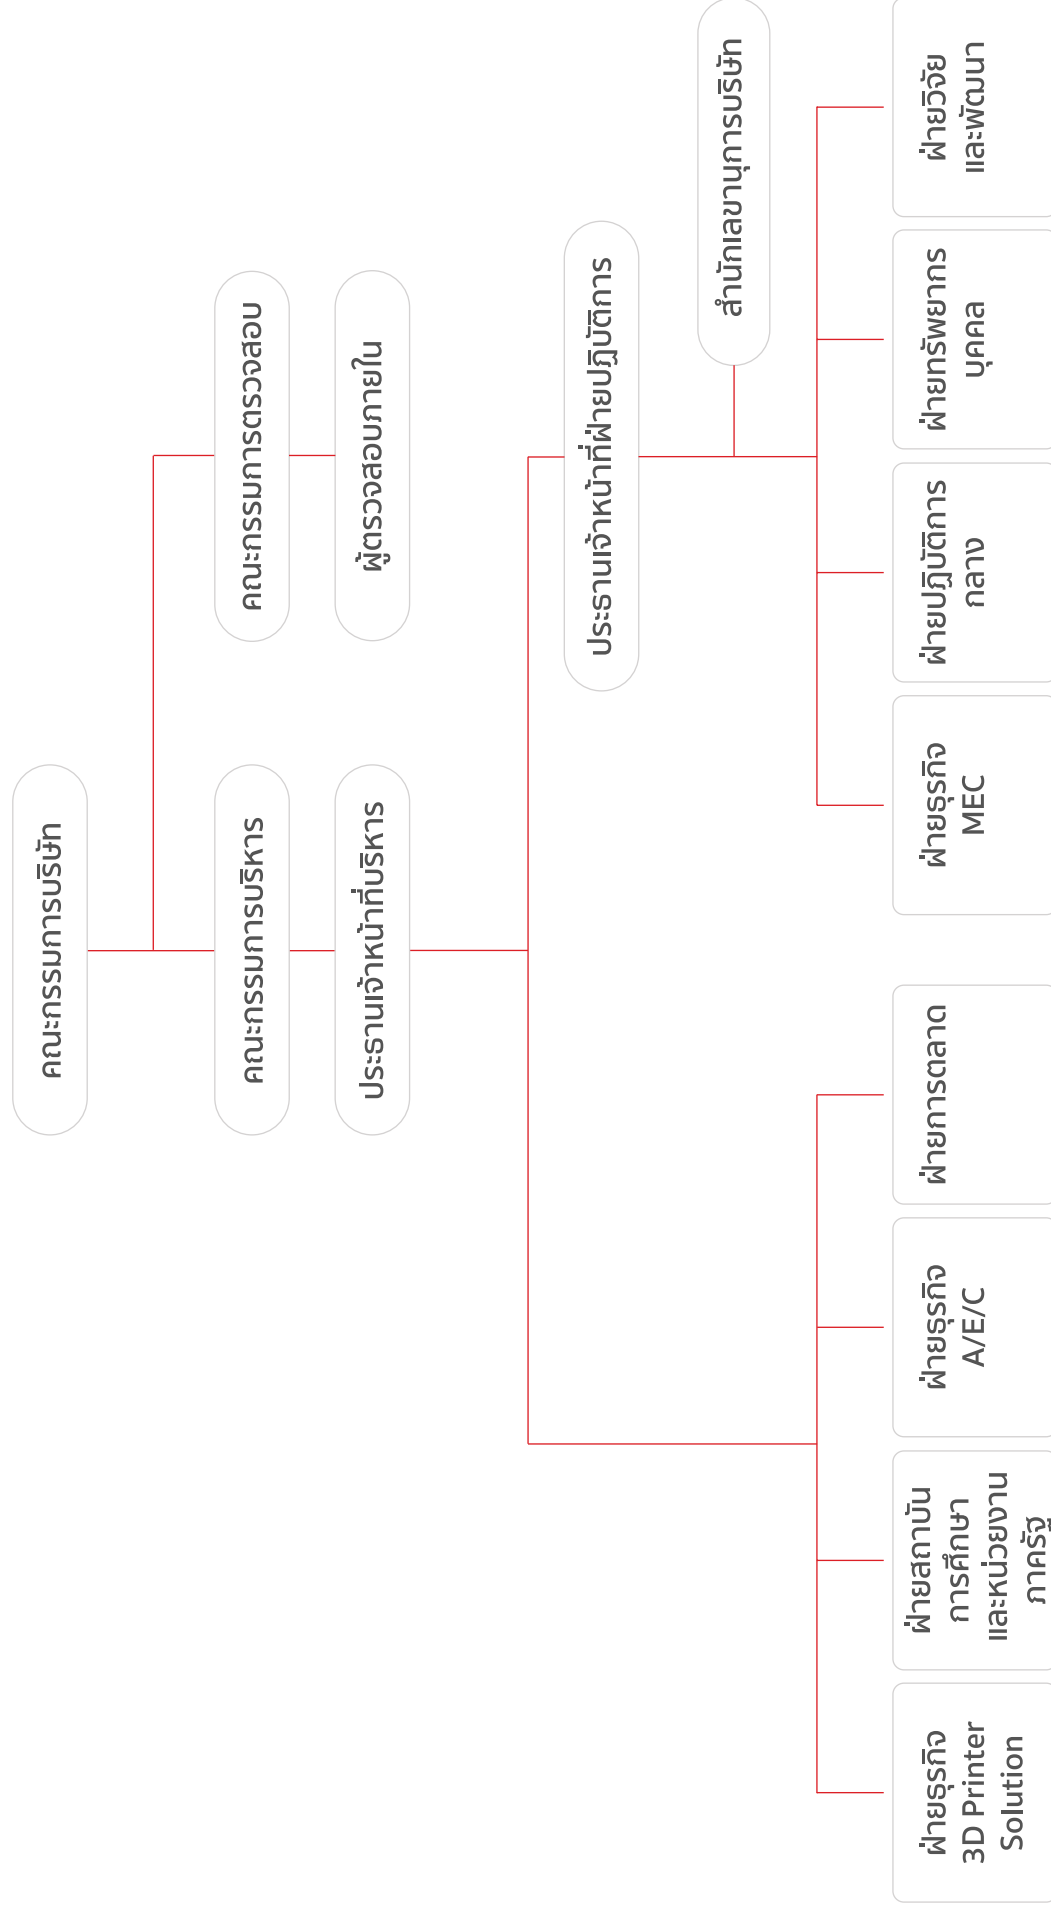 คณะกรรมการบริษัท
คณะกรรมการบริหาร
คณะกรรมการตรวจสอบ
ประธานเจ้าหน้าที่บริหาร
ผู้ตรวจสอบภายใน
ประธานเจ้าหน้าที่ฝ่ายปฏิบัติการ
สำนักเลขานุการบริษัท
ฝ่ายธุรกิจ
3D Printer
Solution
ฝ่ายสถาบัน
การศึกษา
และหน่วยงาน
ภาครัฐ
ฝ่ายธุรกิจ
A/E/C
ฝ่ายการตลาด
ฝ่ายธุรกิจ
MEC
ฝ่ายปฏิบัติการ
กลาง
ฝ่ายทรัพยากร
บุคคล
ฝ่ายวิจัย
และพัฒนา